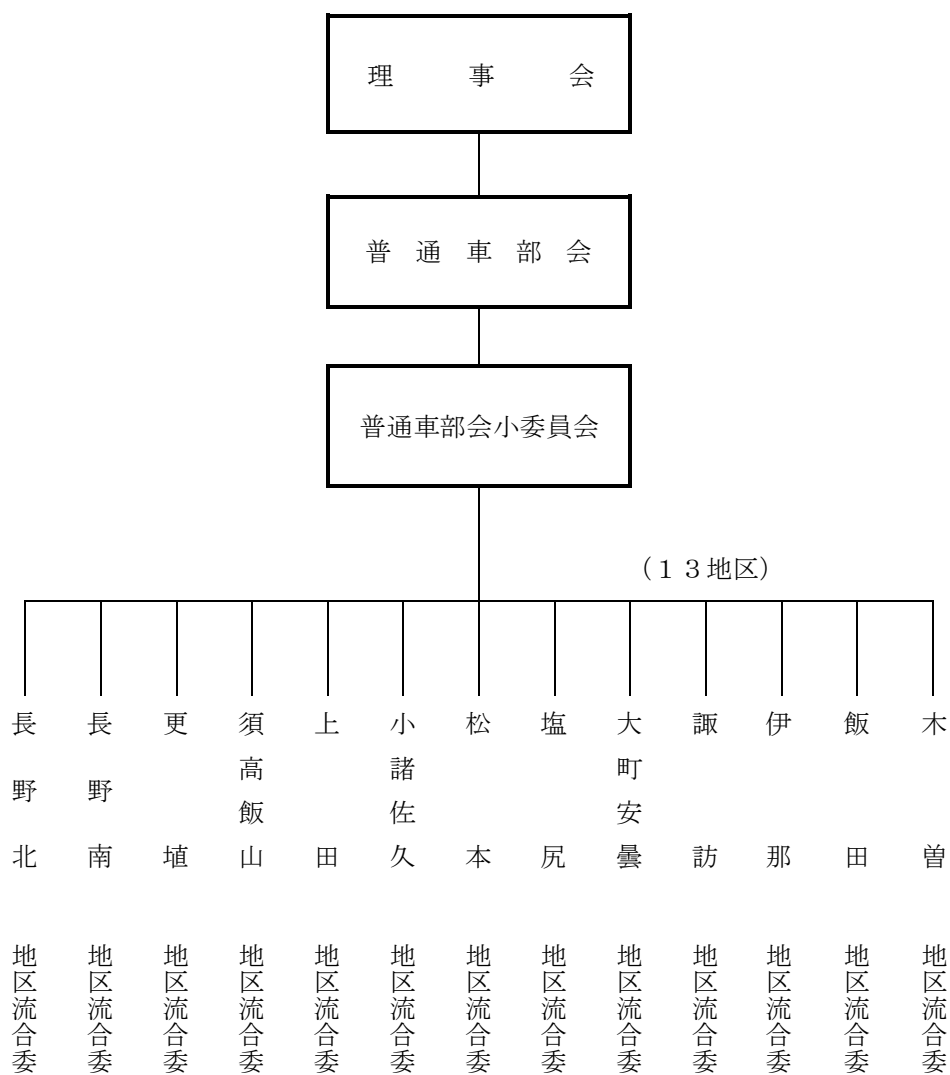 理事会
普通車部会
普通車部会小委員会
(13地区)
長野北地区流合委
長野南地区流合委
更埴地区流合委
須高飯山地区流合委
上田地区流合委
小諸佐久地区流合委
松本地区流合委
塩尻地区流合委
大町安曇地区流合委
諏訪地区流合委
伊那地区流合委
飯田地区流合委
木曽地区流合委